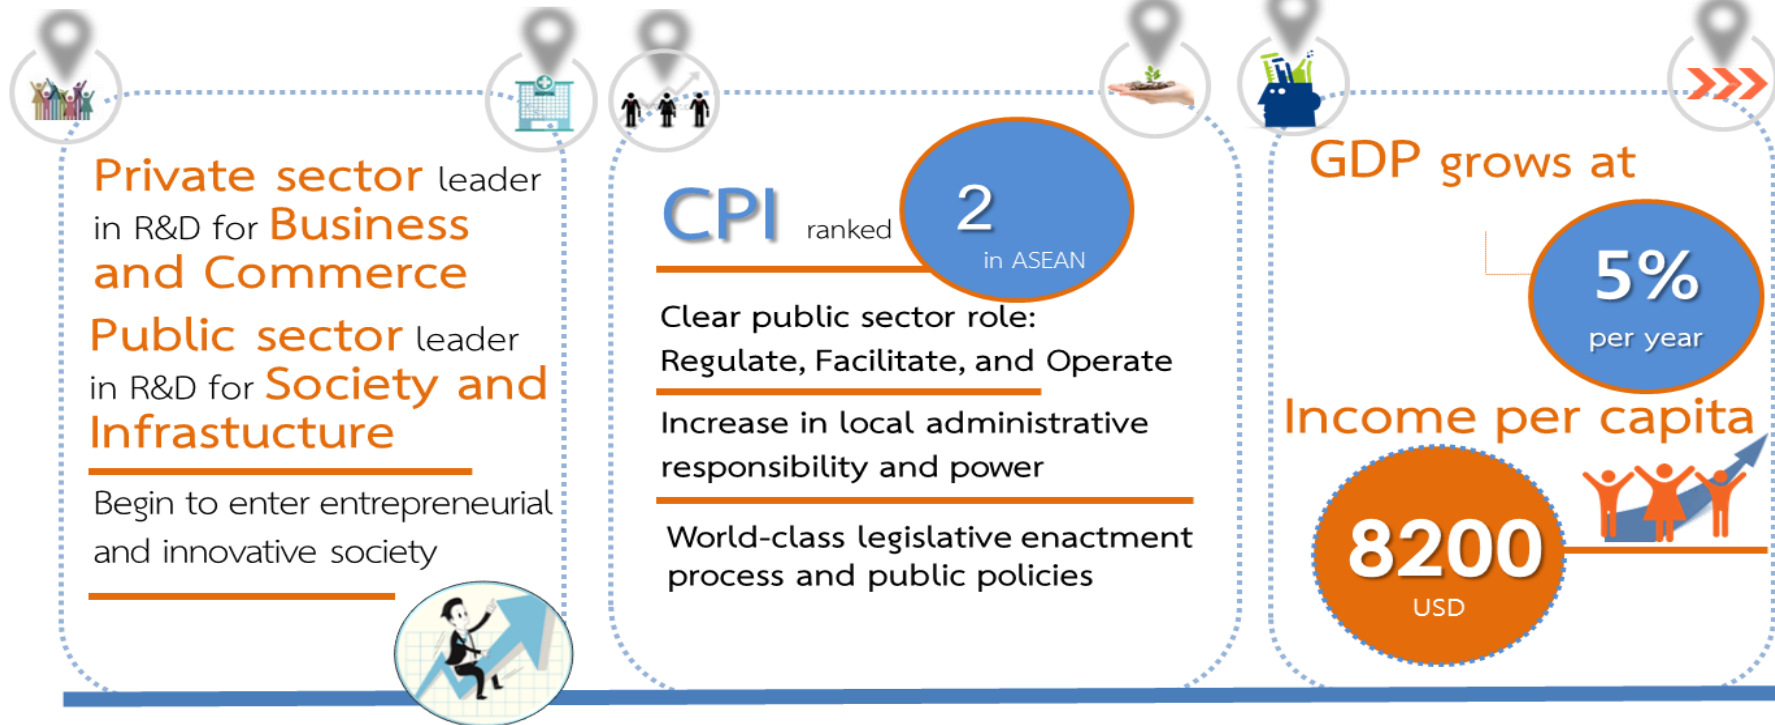 Private sector leader
in R&D for Business
and Commerce
Public sector leader
in R&D for Society and
Infrastucture
Begin to enter entrepreneurial
and innovative society
CPI ranked 2
in ASEAN
Clear public sector role:
Regulate, Facilitate, and Operate
Increase in local administrative
responsibility and power
World-class legislative enactment
process and public policies
GDP grows at
5%
per year
Income per capita
8200
USD